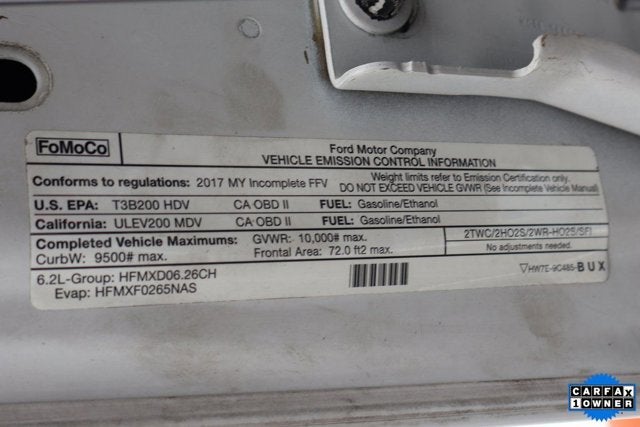 FoMoCo
Ford Motor Company
VEHICLE EMISSION CONTROL INFORMATION
Conforms to regulations: 2017 MY Incomplete FFV
Weight limits refer to Emission Certification only.
DO NOT EXCEED VEHICLE GVWR (See Incomplete Vehicle Manual)
U.S. EPA: T3B200 HDV CA OBD II FUEL: Gasoline/Ethanol
California: ULEV200 MDV CA OBD II FUEL: Gasoline/Ethanol
Completed Vehicle Maximums: GVWR: 10,000# max.
CurbW: 9500# max. Frontal Area: 72.0 ft2 max.
2TWC/2HO2S/2WR-HO2S/SFI
No adjustments needed.
6.2L-Group: HFMXD06.26CH
Evap: HFMXF0265NAS
▽HW7E-9C485-BUX
CARFAX
1 OWNER